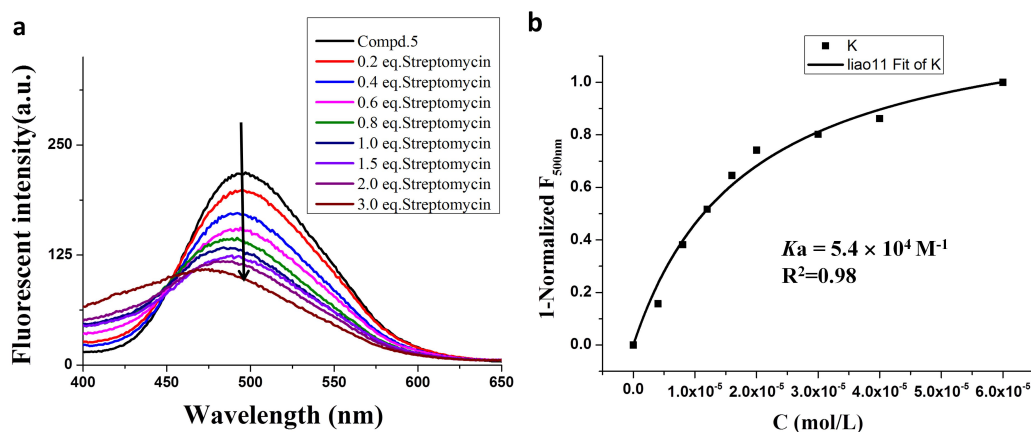 a
Compd.5
0.2 eq.Streptomycin
0.4 eq.Streptomycin
0.6 eq.Streptomycin
0.8 eq.Streptomycin
1.0 eq.Streptomycin
1.5 eq.Streptomycin
2.0 eq.Streptomycin
3.0 eq.Streptomycin
Fluorescent intensity(a.u.)
250
125
0
400 450 500 550 600 650
Wavelength (nm)
b
K
liao11 Fit of K
1-Normalized F500nm
1.0
0.8
0.6
0.4
0.2
0.0
Ka = 5.4 × 10⁴ M⁻¹
R²=0.98
0.0 1.0x10⁻⁵ 2.0x10⁻⁵ 3.0x10⁻⁵ 4.0x10⁻⁵ 5.0x10⁻⁵ 6.0x10⁻⁵
C (mol/L)